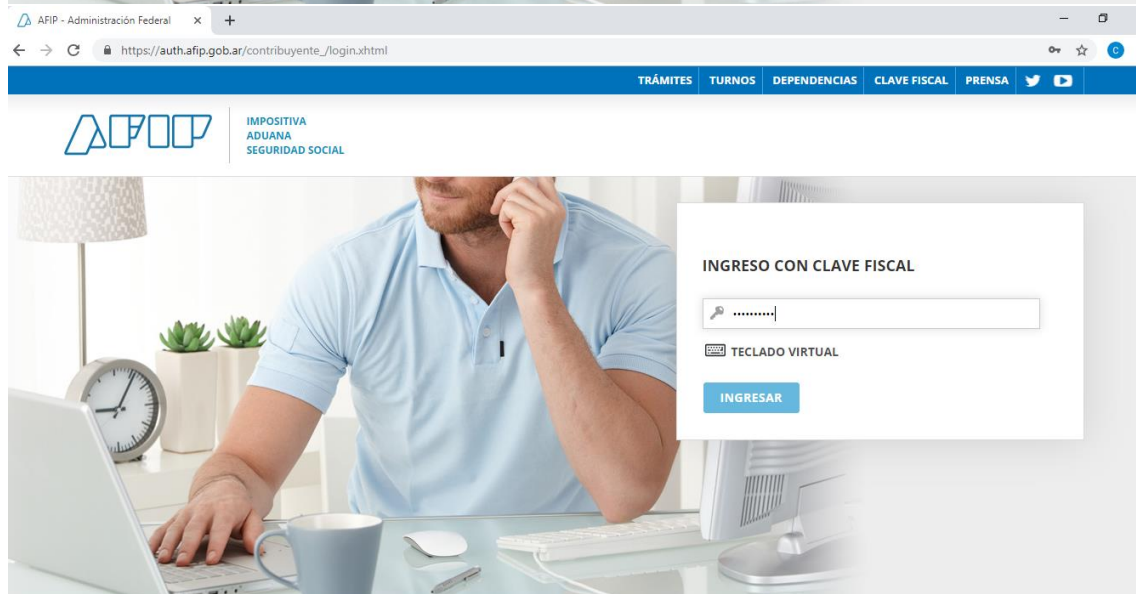 AFIP - Administración Federal
https://auth.afip.gob.ar/contribuyente_/login.xhtml
C
TRÁMITES TURNOS DEPENDENCIAS CLAVE FISCAL PRENSA
AFIP
IMPOSITIVA
ADUANA
SEGURIDAD SOCIAL
INGRESO CON CLAVE FISCAL
••••••••••
TECLADO VIRTUAL
INGRESAR